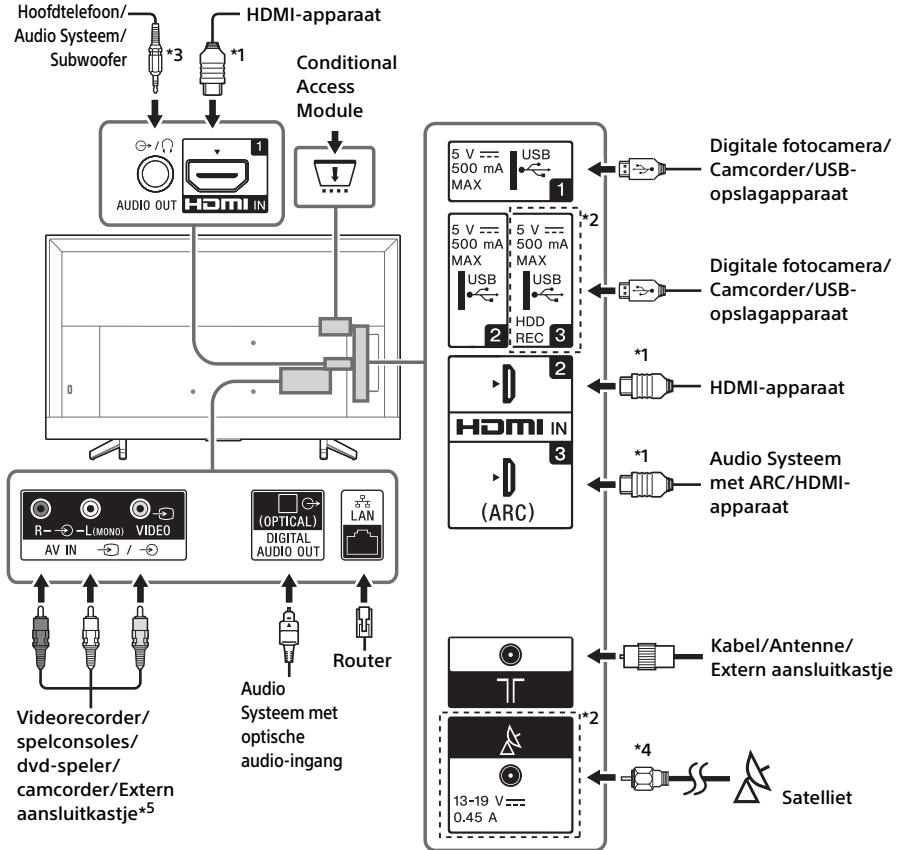 Hoofdtelefoon/
Audio Systeem/
Subwoofer
*3
*1
HDMI-apparaat
Conditional
Access
Module
AUDIO OUT
1
HDMI IN
5 V
500 mA
MAX
USB
1
Digitale fotocamera/
Camcorder/USB-
opslagapparaat
*2
5 V
500 mA
MAX
USB
2
5 V
500 mA
MAX
USB
HDD
REC 3
Digitale fotocamera/
Camcorder/USB-
opslagapparaat
2
*1
HDMI-apparaat
HDMI IN
3
(ARC)
*1
Audio Systeem
met ARC/HDMI-
apparaat
R- -L(MONO) VIDEO
AV IN /
(OPTICAL)
DIGITAL
AUDIO OUT
LAN
Videorecorder/
spelconsoles/
dvd-speler/
camcorder/Extern
aansluitkastje*5
Audio
Systeem met
optische
audio-ingang
Router
Kabel/Antenne/
Extern aansluitkastje
*2
13-19 V
0.45 A
*4
Satelliet